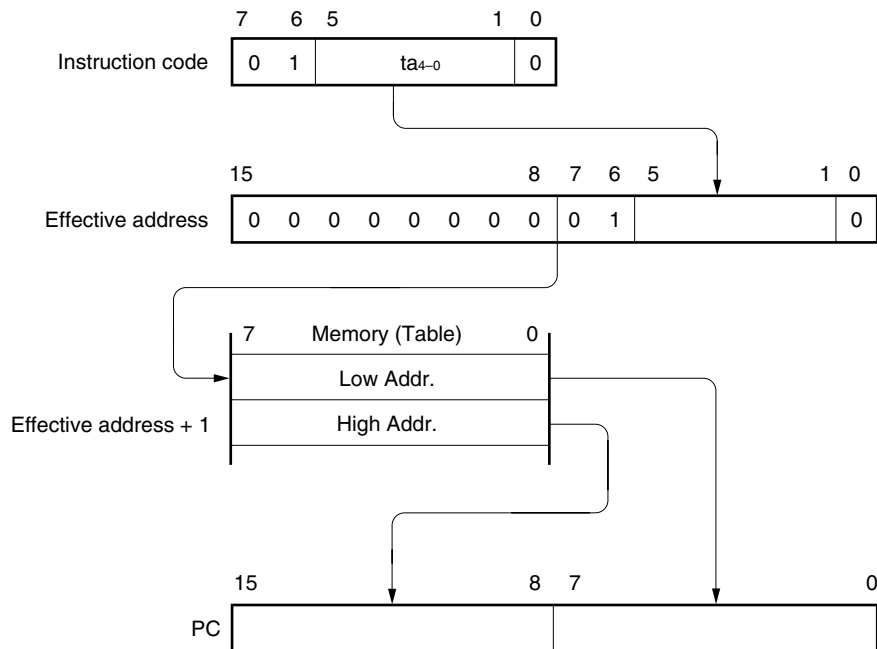 7 6 5 1 0
Instruction code 0 1 ta4–0 0
15 8 7 6 5 1 0
Effective address 0 0 0 0 0 0 0 0 0 1 0
7 Memory (Table) 0
Low Addr.
Effective address + 1 High Addr.
15 8 7 0
PC